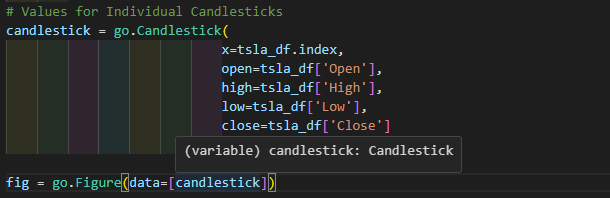 # Values for Individual Candlesticks
candlestick = go.Candlestick(
x=tsla_df.index,
open=tsla_df['Open'],
high=tsla_df['High'],
low=tsla_df['Low'],
close=tsla_df['Close']
(variable) candlestick: Candlestick
fig = go.Figure(data=[candlestick])